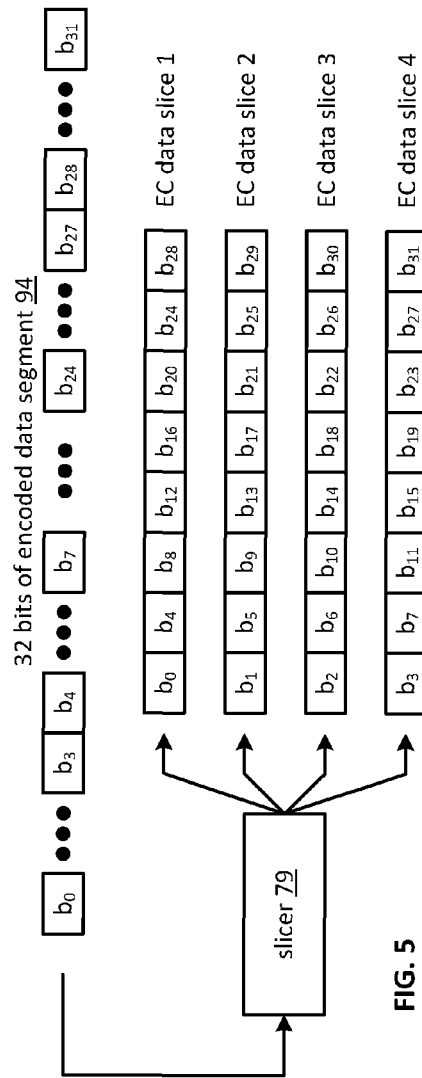 32 bits of encoded data segment 94
b0 ●●● b3 b4 ●●● b7 ●●● b24 ●●● b27 b28 ●●● b31
b0 b4 b8 b12 b16 b20 b24 b28 EC data slice 1
b1 b5 b9 b13 b17 b21 b25 b29 EC data slice 2
b2 b6 b10 b14 b18 b22 b26 b30 EC data slice 3
b3 b7 b11 b15 b19 b23 b27 b31 EC data slice 4
slicer 79
FIG. 5